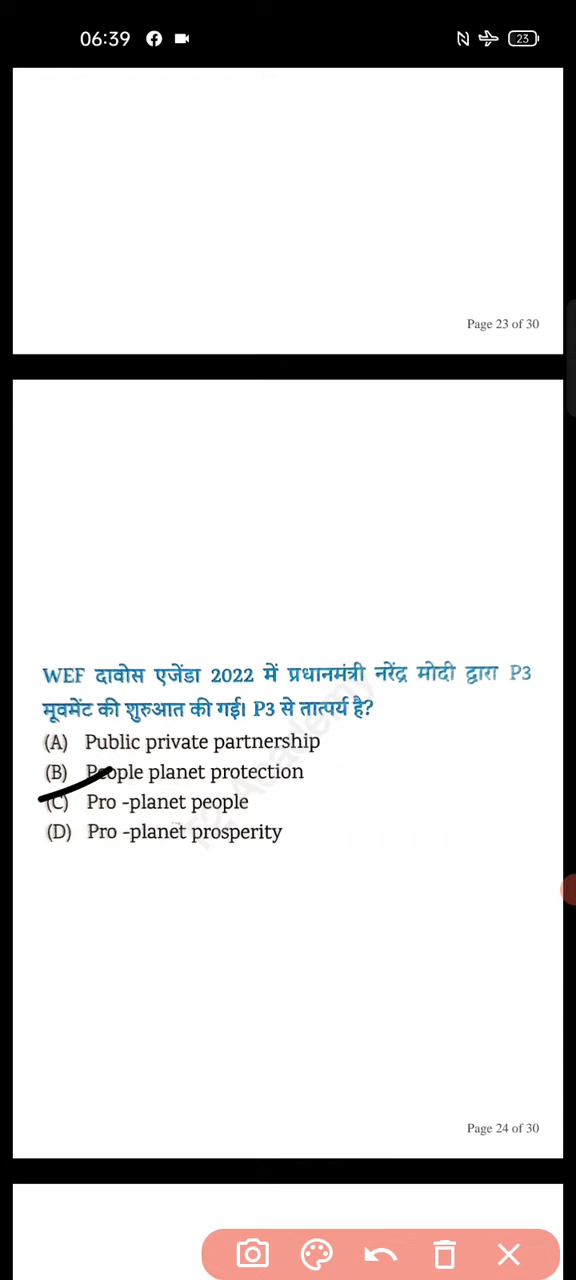 06:39
23
Page 23 of 30
WEF दावोस एजेंडा 2022 में प्रधानमंत्री नरेंद्र मोदी द्वारा P3
मूवमेंट की शुरुआत की गई। P3 से तात्पर्य है?
(A) Public private partnership
(B) People planet protection
(C) Pro -planet people
(D) Pro -planet prosperity
Academy
Page 24 of 30